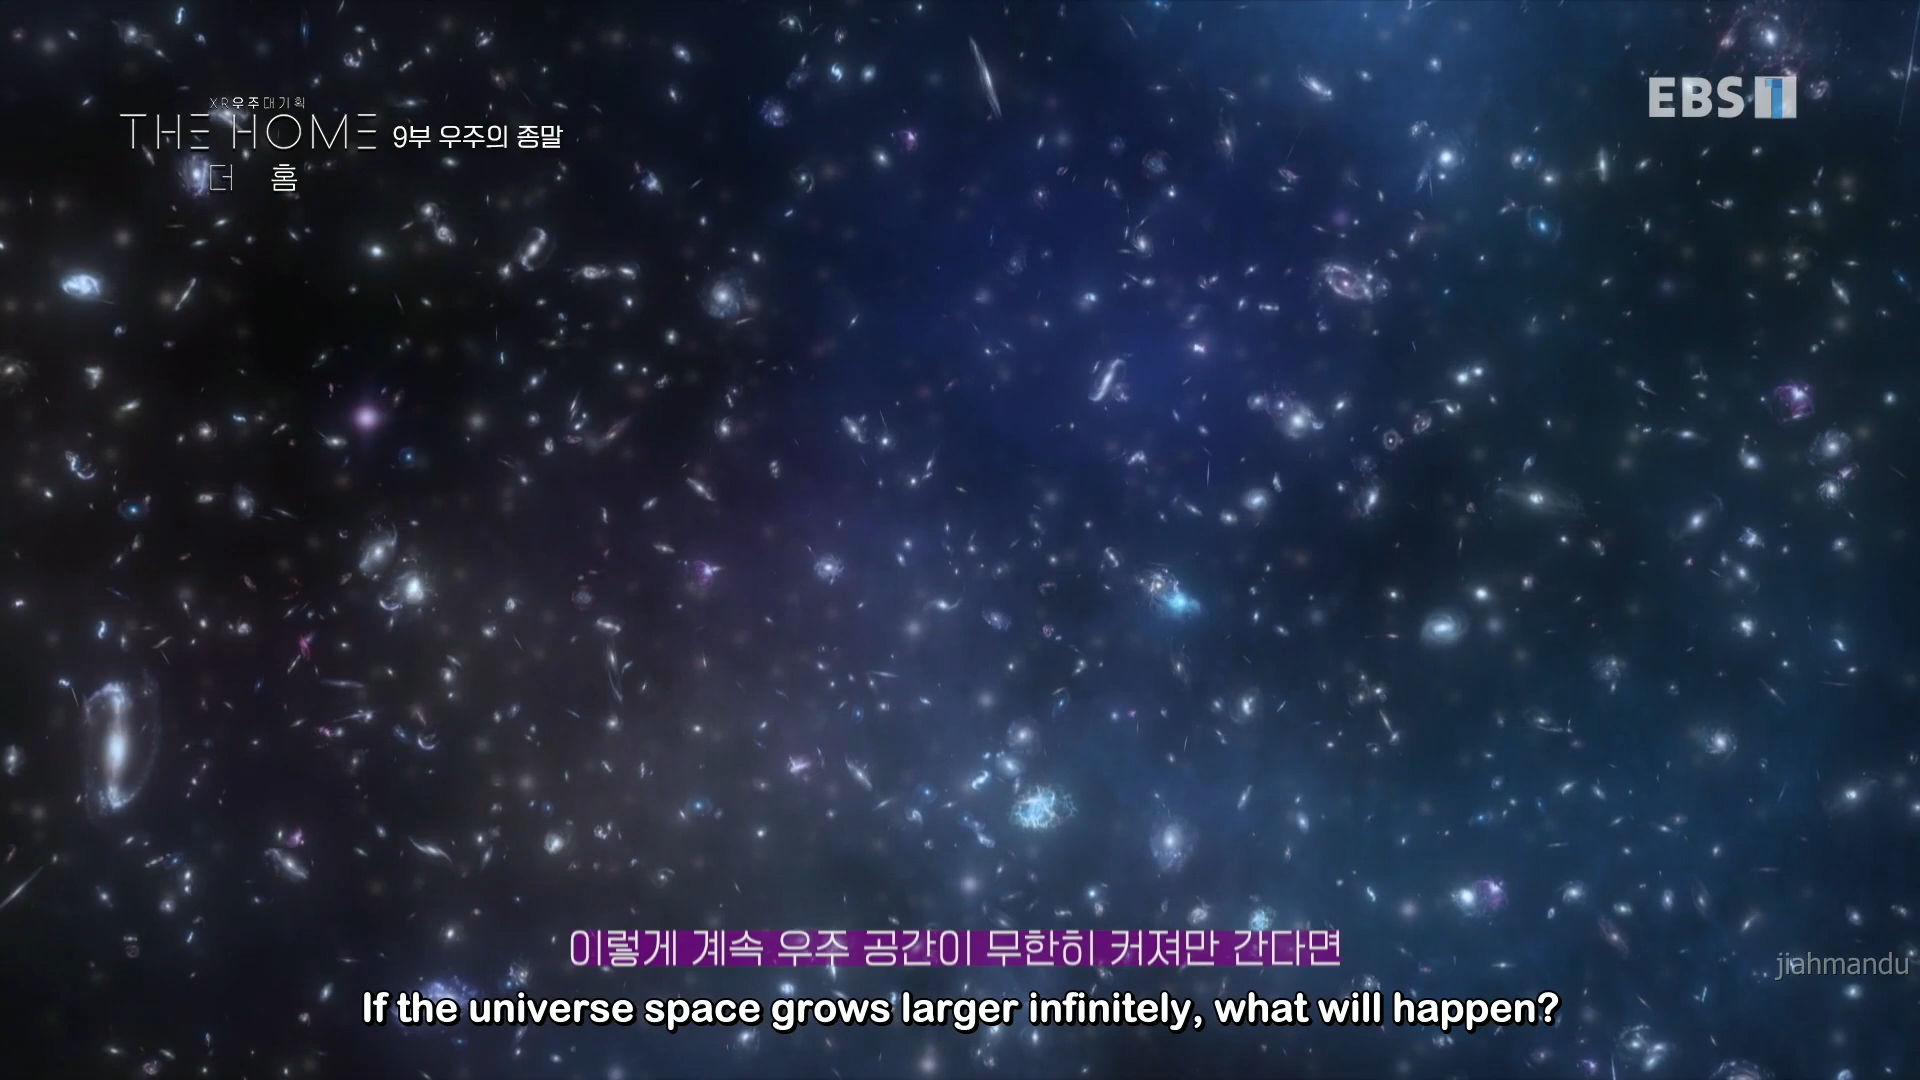 XR우주대기획
THE HOME 9부 우주의 종말
더 홈
EBS 1
이렇게 계속 우주 공간이 무한히 커져만 간다면
jiahmandu
If the universe space grows larger infinitely, what will happen?